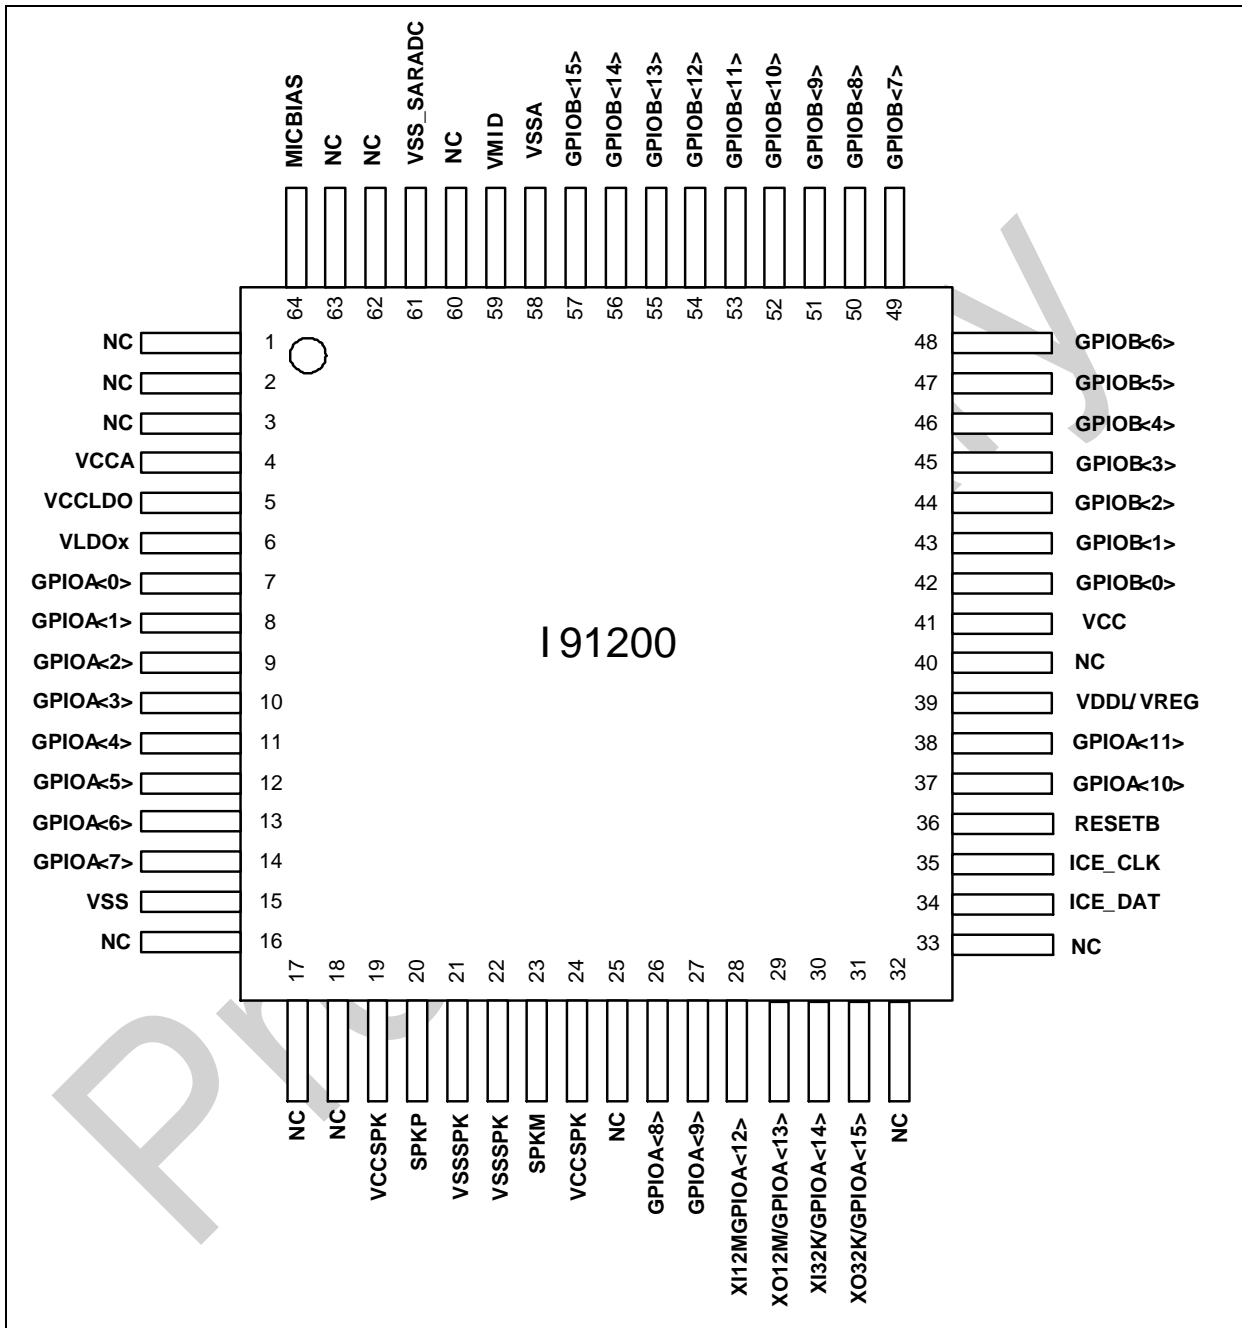 MICBIAS
NC
NC
VSS_SARADC
NC
VMID
VSSA
GPIOB<15>
GPIOB<14>
GPIOB<13>
GPIOB<12>
GPIOB<11>
GPIOB<10>
GPIOB<9>
GPIOB<8>
GPIOB<7>
64
63
62
61
60
59
58
57
56
55
54
53
52
51
50
49
NC 1
NC 2
NC 3
VCCA 4
VCCLDO 5
VLDOx 6
GPIOA<0> 7
GPIOA<1> 8
GPIOA<2> 9
GPIOA<3> 10
GPIOA<4> 11
GPIOA<5> 12
GPIOA<6> 13
GPIOA<7> 14
VSS 15
NC 16
I91200
48 GPIOB<6>
47 GPIOB<5>
46 GPIOB<4>
45 GPIOB<3>
44 GPIOB<2>
43 GPIOB<1>
42 GPIOB<0>
41 VCC
40 NC
39 VDDL/VREG
38 GPIOA<11>
37 GPIOA<10>
36 RESETB
35 ICE_CLK
34 ICE_DAT
33 NC
17
18
19
20
21
22
23
24
25
26
27
28
29
30
31
32
NC
NC
VCCSPK
SPKP
VSSSPK
VSSSPK
SPKM
VCCSPK
NC
GPIOA<8>
GPIOA<9>
XI12MGPIOA<12>
XO12M/GPIOA<13>
XI32K/GPIOA<14>
XO32K/GPIOA<15>
NC